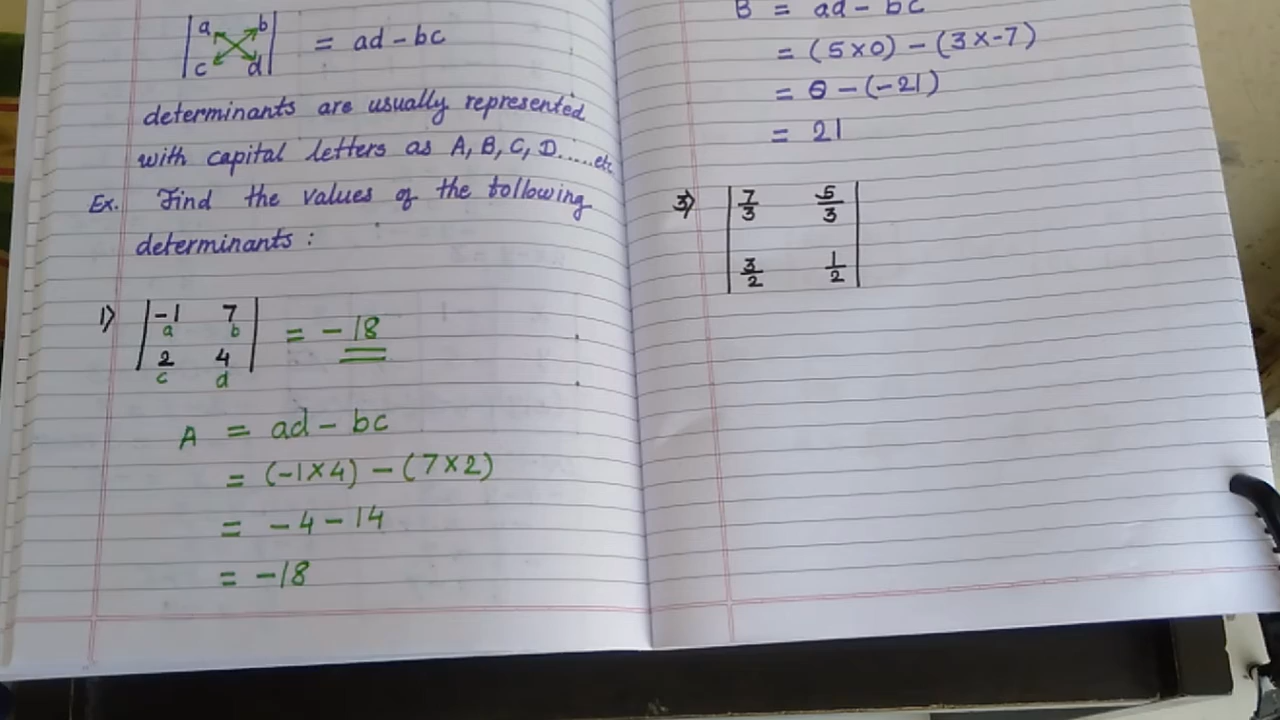 |a b|
|c d| = ad - bc
determinants are usually represented
with capital letters as A, B, C, D.....etc
Ex. Find the values of the following
determinants :
1) |-1 7| = -18
a b
|2 4|
c d
A = ad - bc
= (-1×4) - (7×2)
= -4 - 14
= -18
B = ad - bc
= (5×0) - (3×-7)
= 0 - (-21)
= 21
3) |7/3 5/3|
|3/2 1/2|